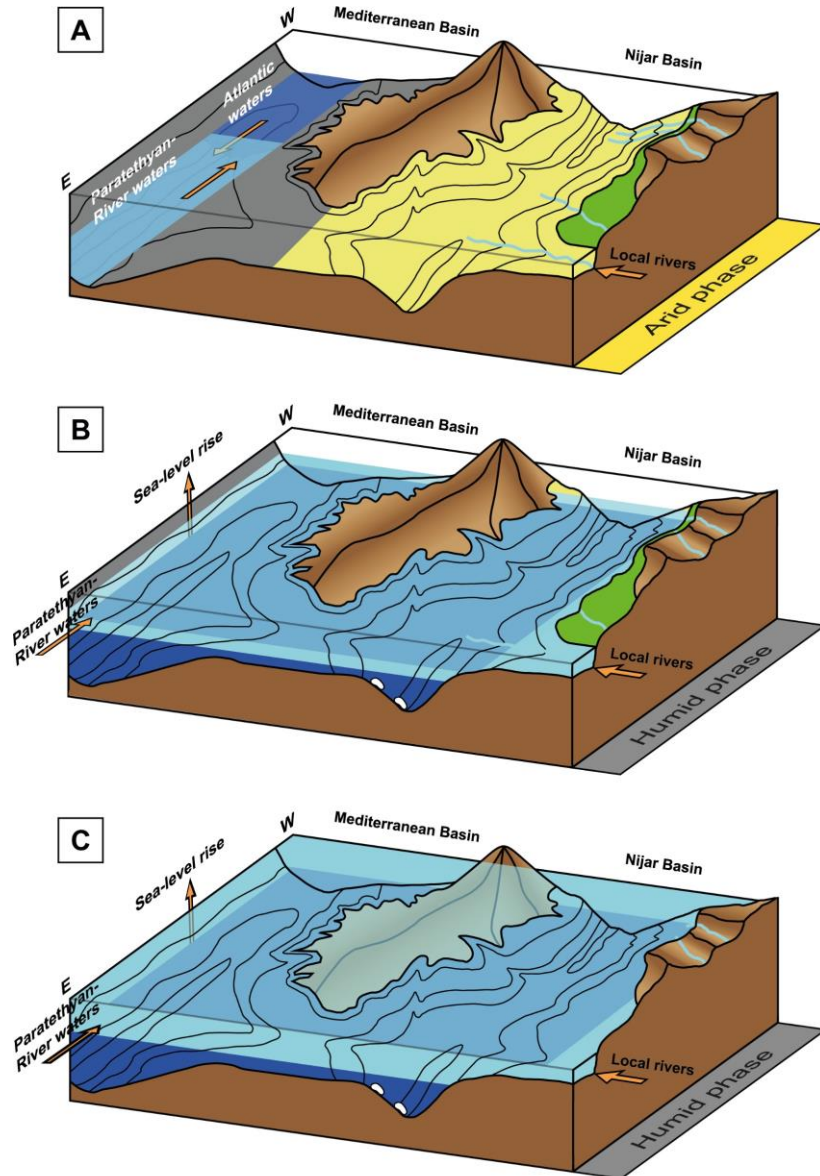 A
W
Mediterranean Basin
Nijar Basin
Atlantic
waters
Paratethyan-
River waters
E
Local rivers
Arid phase
B
W
Mediterranean Basin
Nijar Basin
Sea-level rise
E
Paratethyan-
River waters
Local rivers
Humid phase
C
W
Mediterranean Basin
Nijar Basin
Sea-level rise
E
Paratethyan-
River waters
Local rivers
Humid phase